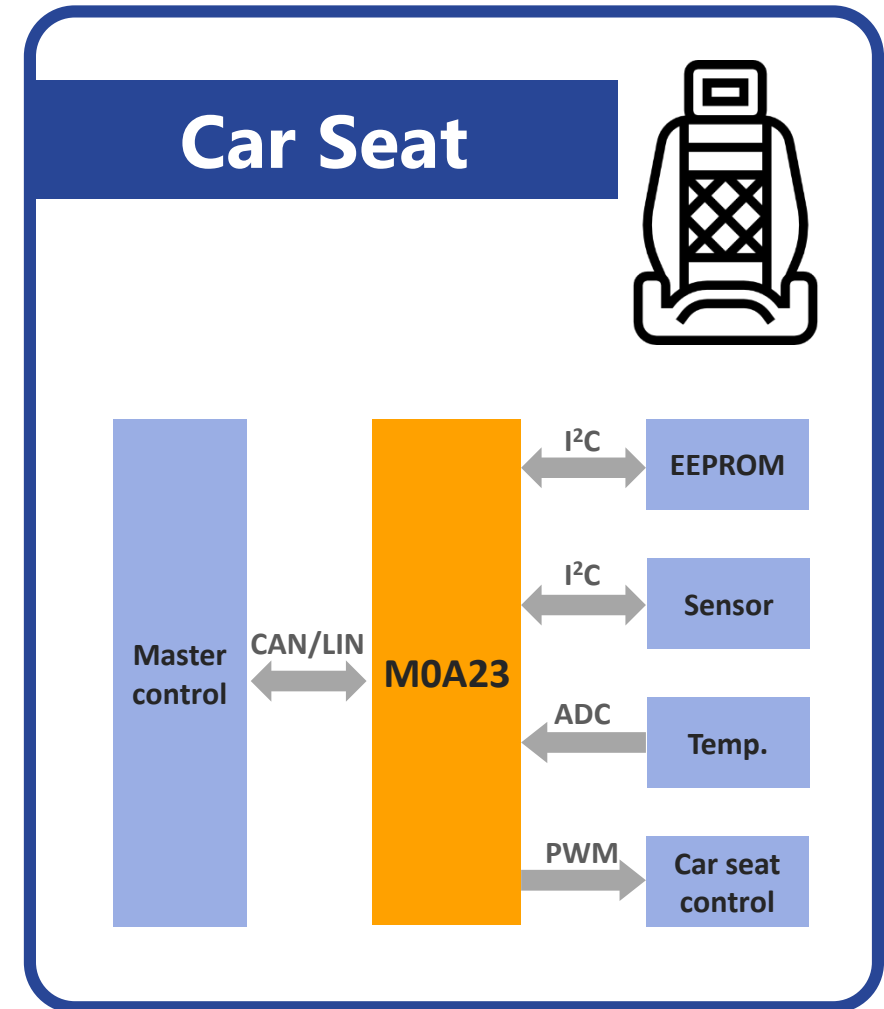 Car Seat
I²C
EEPROM
I²C
Sensor
CAN/LIN
Master
control
M0A23
ADC
Temp.
PWM
Car seat
control